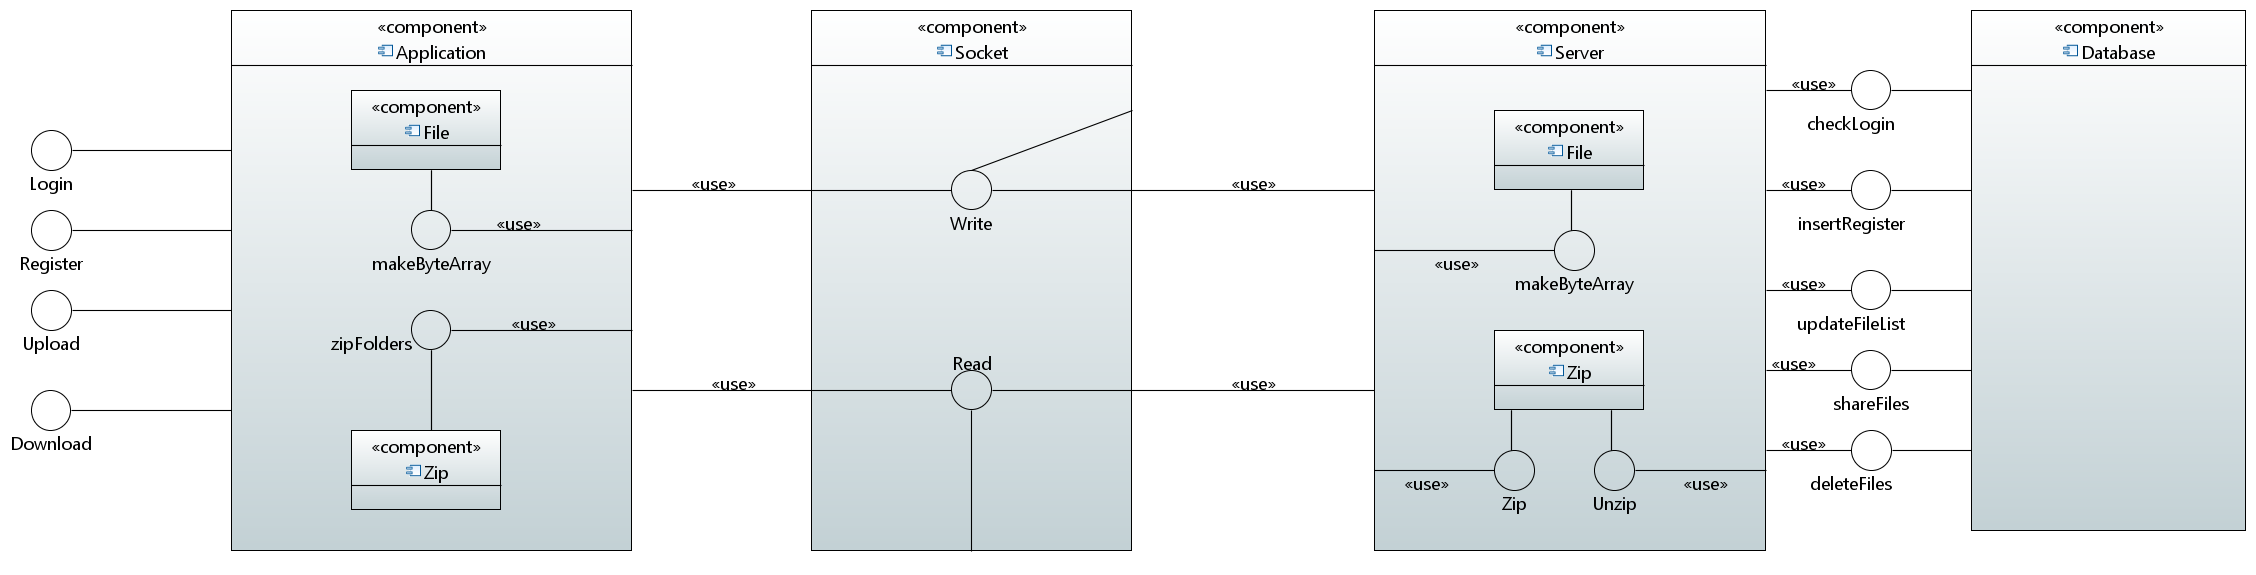 «component»
Application
«component»
File
makeByteArray
«use»
zipFolders
«use»
«component»
Zip
Login
Register
Upload
Download
«use»
«use»
«component»
Socket
Write
Read
«use»
«use»
«component»
Server
«component»
File
makeByteArray
«use»
«component»
Zip
«use»
Zip
Unzip
«use»
«use»
checkLogin
«use»
insertRegister
«use»
updateFileList
«use»
shareFiles
«use»
deleteFiles
«component»
Database